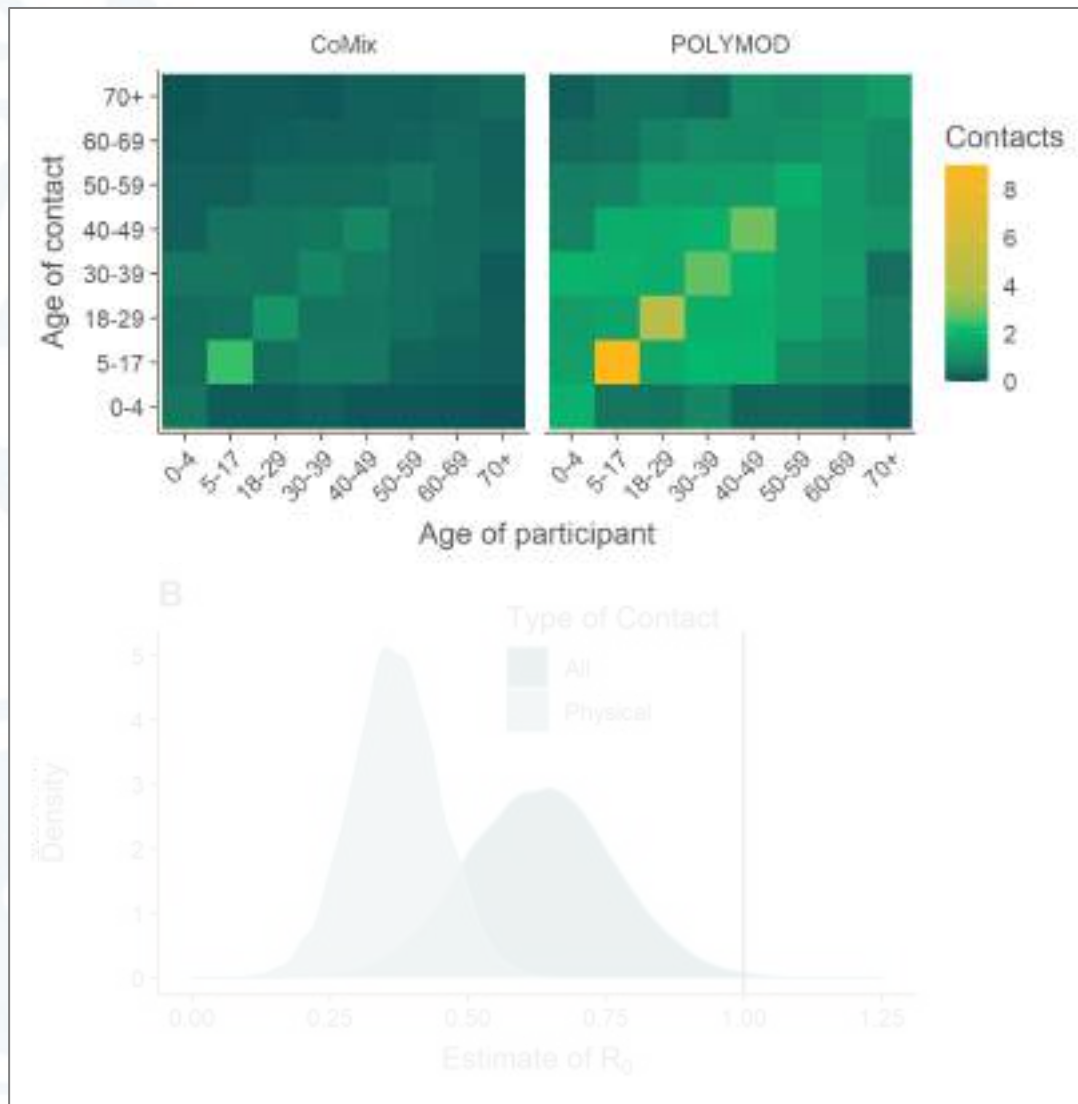 CoMix POLYMOD
Age of contact
70+
60-69
50-59
40-49
30-39
18-29
5-17
0-4
0-4 5-17 18-29 30-39 40-49 50-59 60-69 70+
0-4 5-17 18-29 30-39 40-49 50-59 60-69 70+
Age of participant
Contacts
8
6
4
2
0
B
Type of Contact
All
Physical
Density
5
4
3
2
1
0
0.00 0.25 0.50 0.75 1.00 1.25
Estimate of R₀